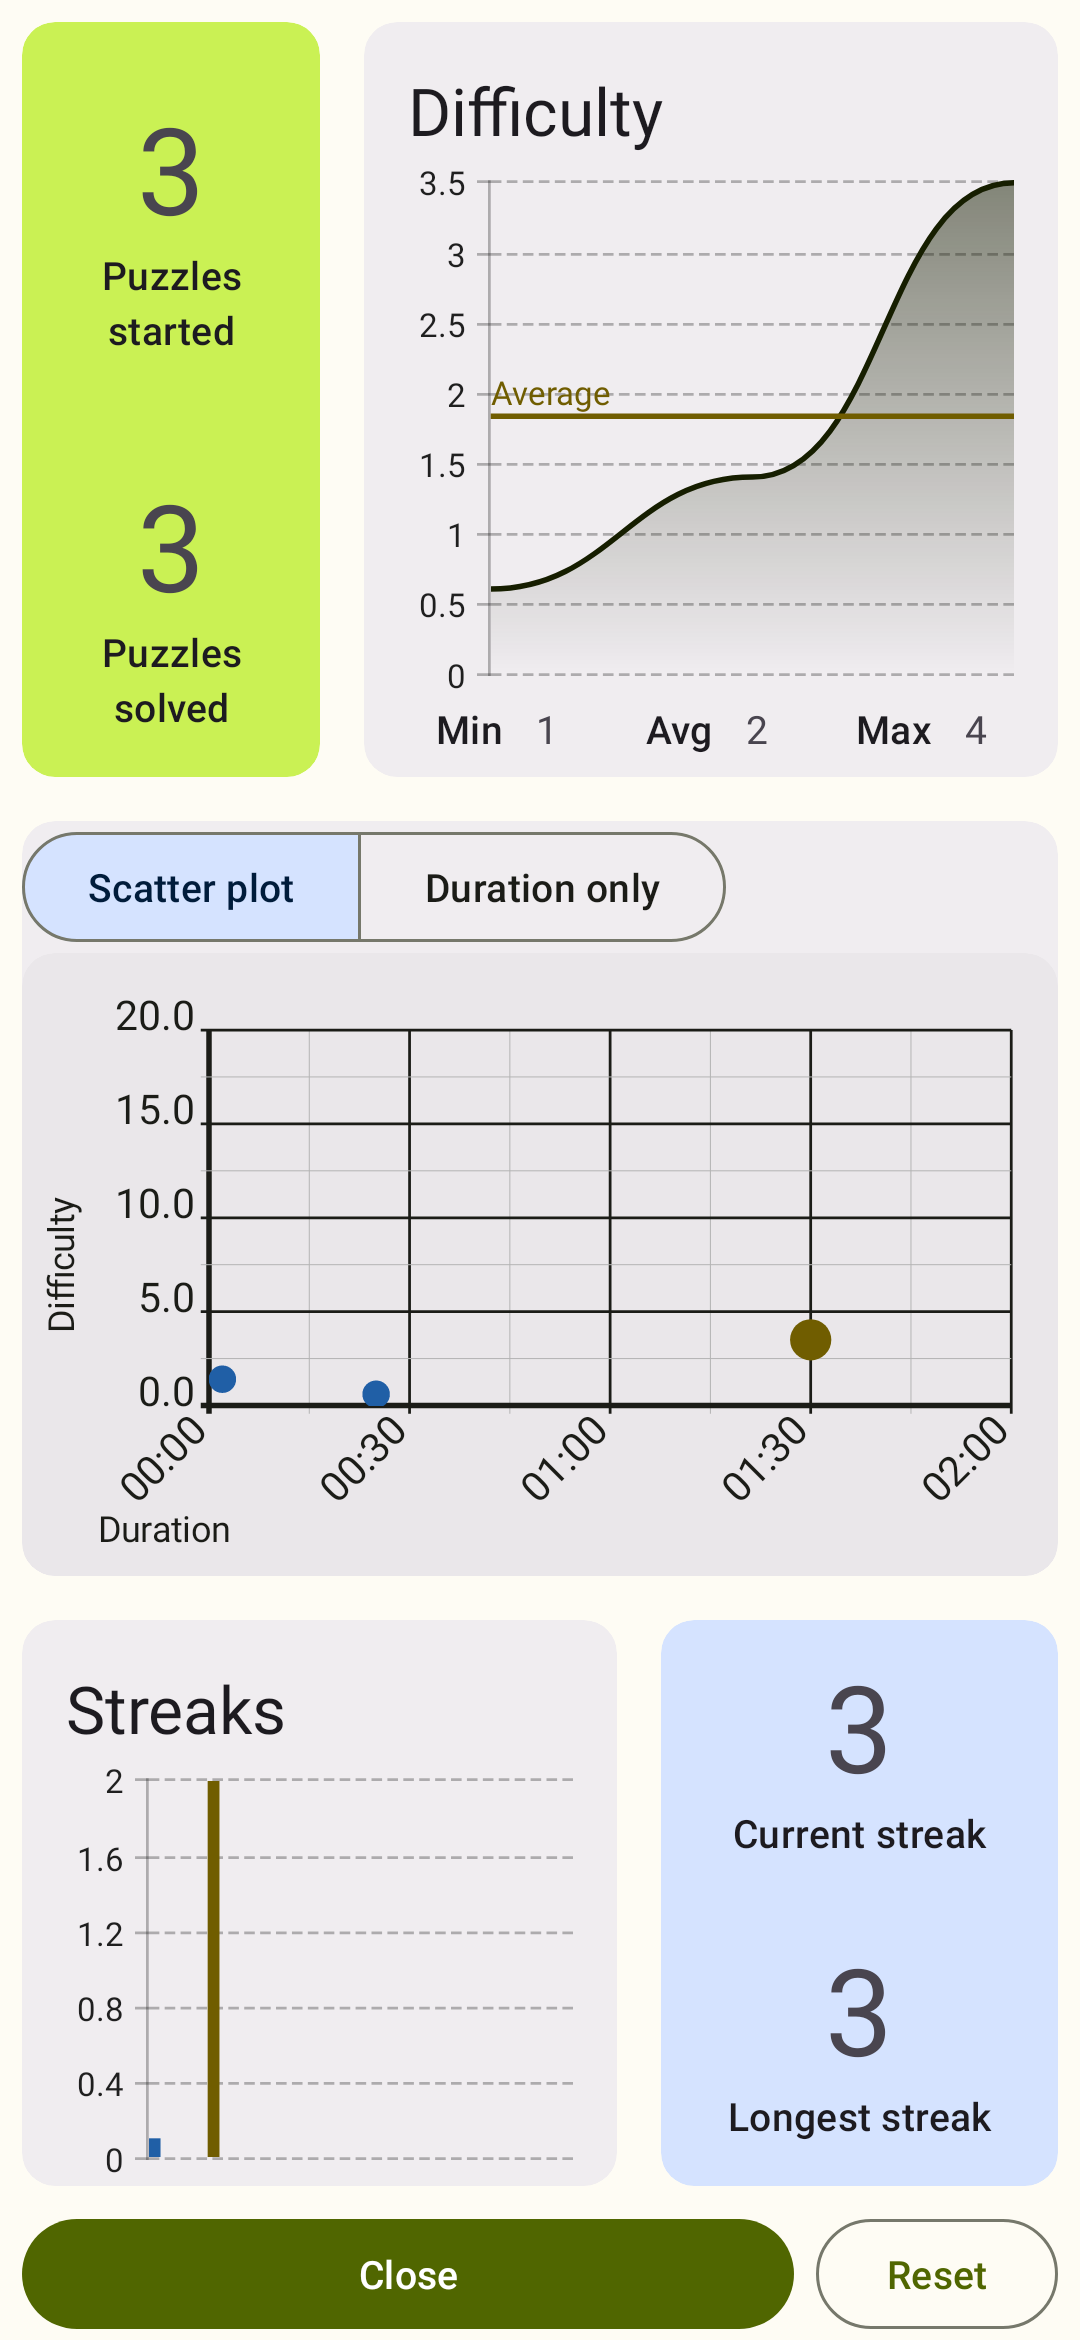 3
Puzzles
started
3
Puzzles
solved
Difficulty
3.5
3
2.5
2
Average
1.5
1
0.5
0
Min 1 Avg 2 Max 4
Scatter plot Duration only
20.0
15.0
10.0
5.0
0.0
Difficulty
00:00 00:30 01:00 01:30 02:00
Duration
Streaks
2
1.6
1.2
0.8
0.4
0
3
Current streak
3
Longest streak
Close Reset